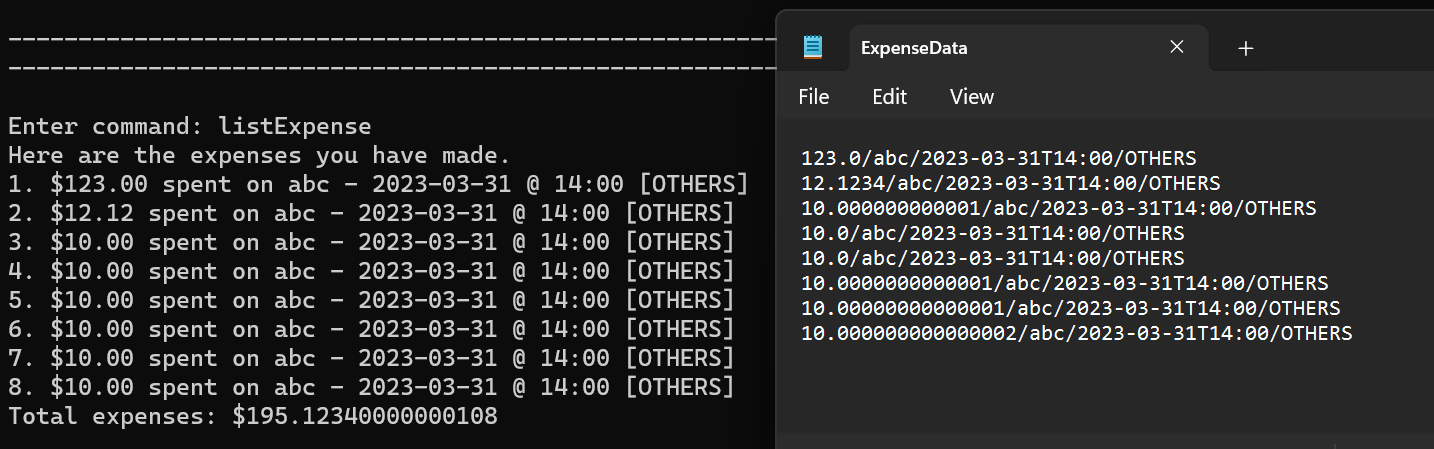 Enter command: listExpense
Here are the expenses you have made.
1. $123.00 spent on abc - 2023-03-31 @ 14:00 [OTHERS]
2. $12.12 spent on abc - 2023-03-31 @ 14:00 [OTHERS]
3. $10.00 spent on abc - 2023-03-31 @ 14:00 [OTHERS]
4. $10.00 spent on abc - 2023-03-31 @ 14:00 [OTHERS]
5. $10.00 spent on abc - 2023-03-31 @ 14:00 [OTHERS]
6. $10.00 spent on abc - 2023-03-31 @ 14:00 [OTHERS]
7. $10.00 spent on abc - 2023-03-31 @ 14:00 [OTHERS]
8. $10.00 spent on abc - 2023-03-31 @ 14:00 [OTHERS]
Total expenses: $195.12340000000108
ExpenseData
File Edit View
123.0/abc/2023-03-31T14:00/OTHERS
12.1234/abc/2023-03-31T14:00/OTHERS
10.000000000001/abc/2023-03-31T14:00/OTHERS
10.0/abc/2023-03-31T14:00/OTHERS
10.0/abc/2023-03-31T14:00/OTHERS
10.0000000000001/abc/2023-03-31T14:00/OTHERS
10.00000000000001/abc/2023-03-31T14:00/OTHERS
10.000000000000002/abc/2023-03-31T14:00/OTHERS